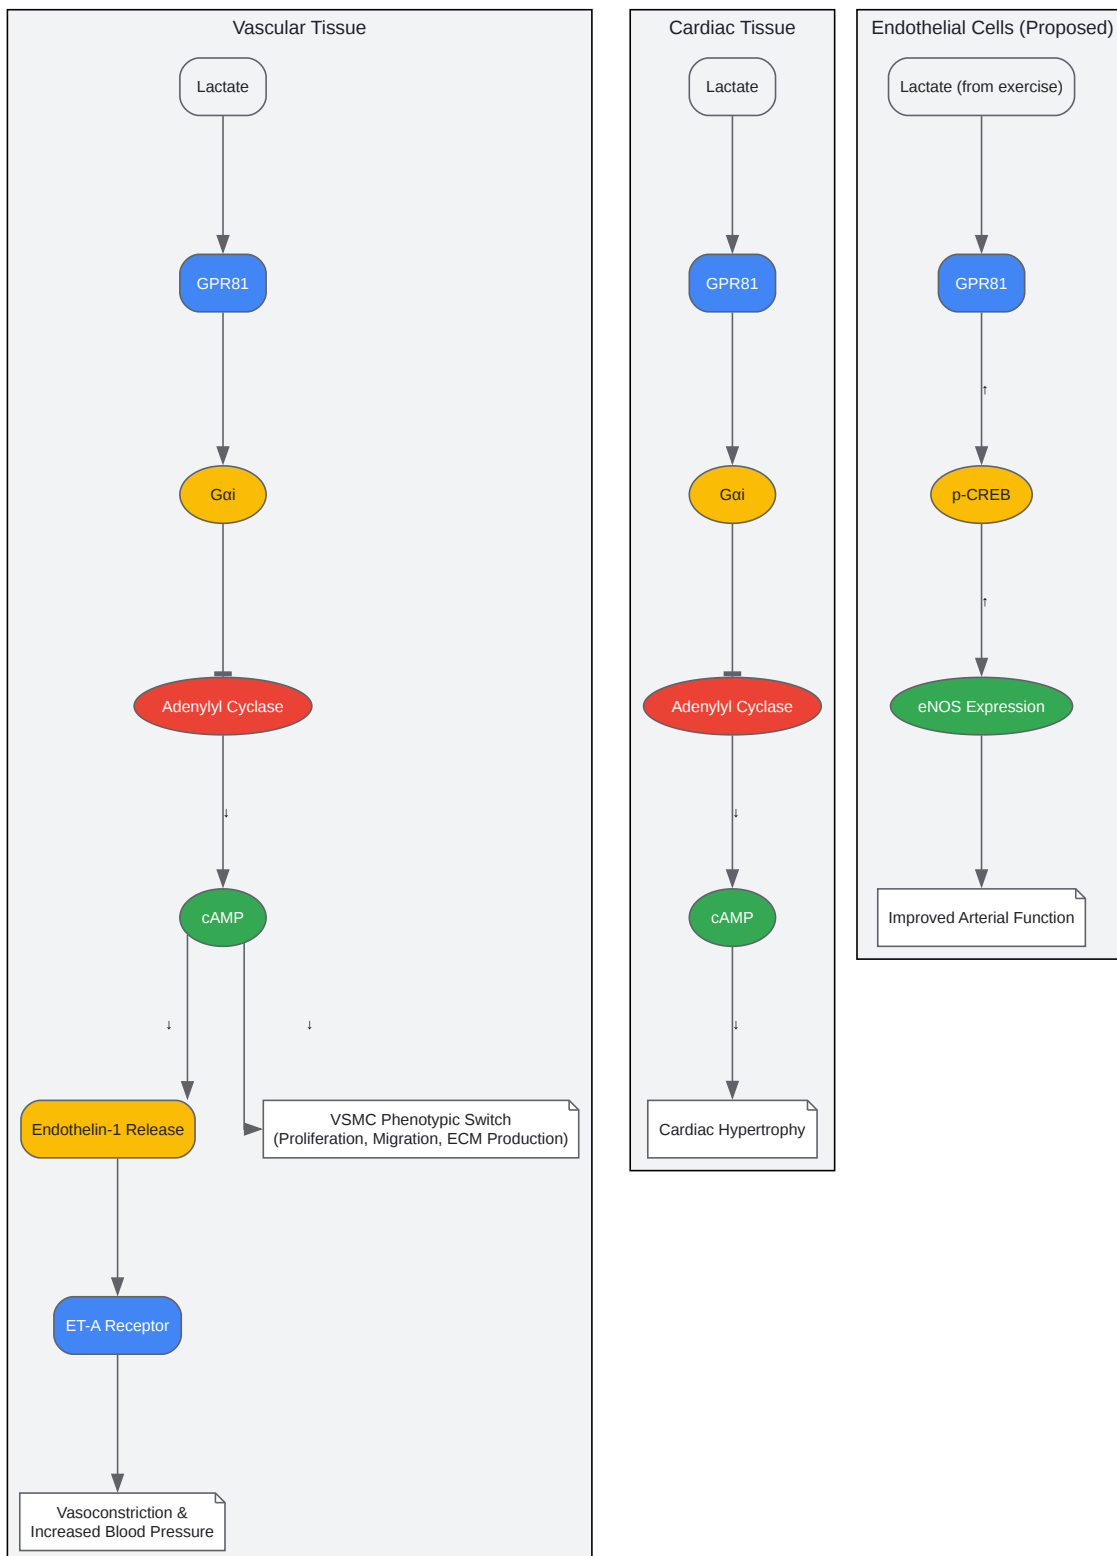 Vascular Tissue
Lactate
GPR81
Gαi
Adenylyl Cyclase
↓
cAMP
↓
↓
Endothelin-1 Release
VSMC Phenotypic Switch
(Proliferation, Migration, ECM Production)
ET-A Receptor
Vasoconstriction &
Increased Blood Pressure
Cardiac Tissue
Lactate
GPR81
Gαi
Adenylyl Cyclase
↓
cAMP
↓
Cardiac Hypertrophy
Endothelial Cells (Proposed)
Lactate (from exercise)
GPR81
↑
p-CREB
↑
eNOS Expression
Improved Arterial Function